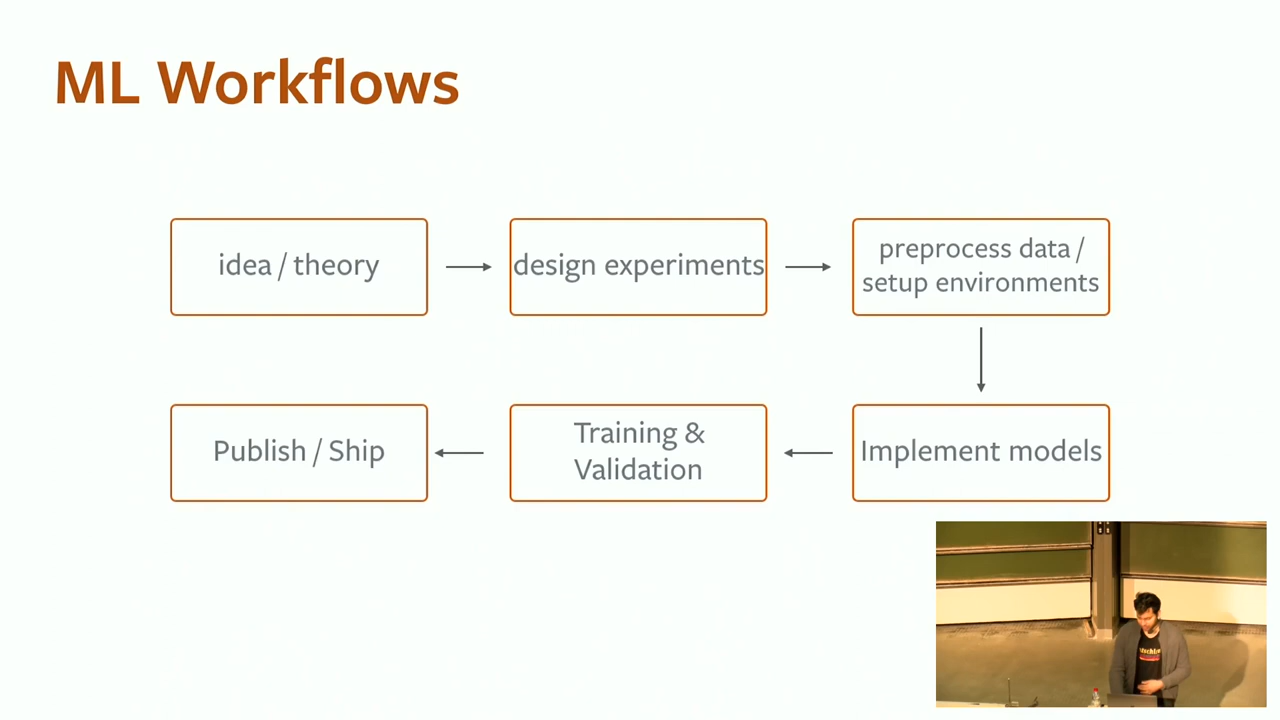 ML Workflows
idea / theory
design experiments
preprocess data /
setup environments
Implement models
Training &
Validation
Publish / Ship